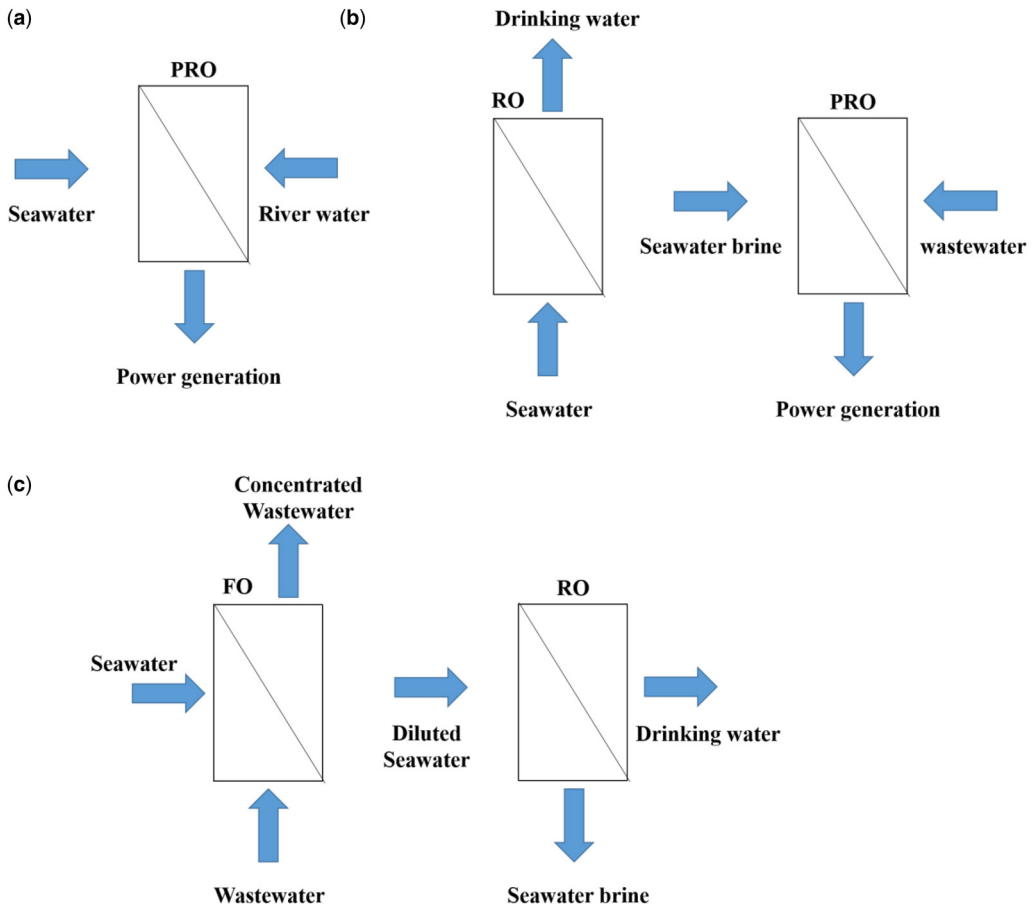 (a)
PRO
Seawater
River water
Power generation
(b)
Drinking water
RO
PRO
Seawater brine
wastewater
Seawater
Power generation
(c)
Concentrated
Wastewater
FO
RO
Seawater
Diluted
Seawater
Drinking water
Wastewater
Seawater brine